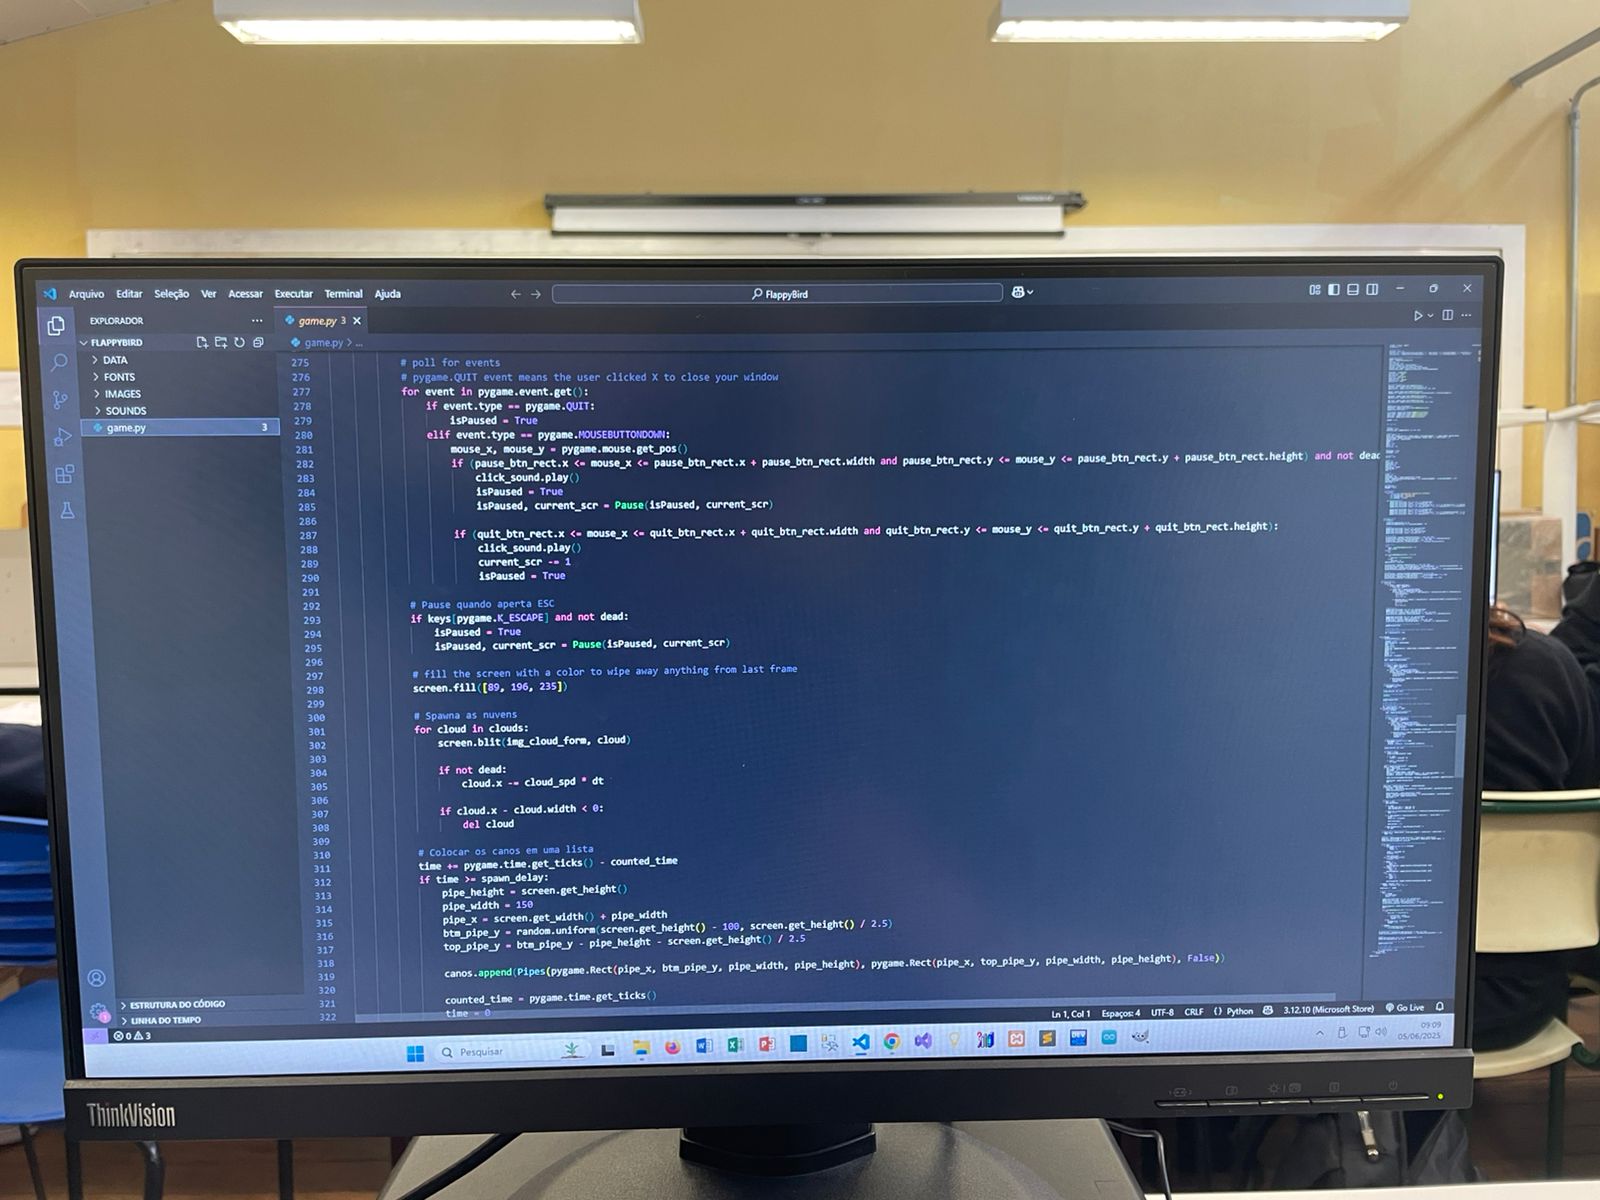 Arquivo Editar Seleção Ver Acessar Executar Terminal Ajuda
FlappyBird
EXPLORADOR
FLAPPYBIRD
DATA
FONTS
IMAGES
SOUNDS
game.py 3
ESTRUTURA DO CÓDIGO
LINHA DO TEMPO
game.py 3
game.py > ...
275 # poll for events
276 # pygame.QUIT event means the user clicked X to close your window
277 for event in pygame.event.get():
278 if event.type == pygame.QUIT:
279 isPaused = True
280 elif event.type == pygame.MOUSEBUTTONDOWN:
281 mouse_x, mouse_y = pygame.mouse.get_pos()
282 if (pause_btn_rect.x <= mouse_x <= pause_btn_rect.x + pause_btn_rect.width and pause_btn_rect.y <= mouse_y <= pause_btn_rect.y + pause_btn_rect.height) and not dead
283 click_sound.play()
284 isPaused = True
285 isPaused, current_scr = Pause(isPaused, current_scr)
286
287 if (quit_btn_rect.x <= mouse_x <= quit_btn_rect.x + quit_btn_rect.width and quit_btn_rect.y <= mouse_y <= quit_btn_rect.y + quit_btn_rect.height):
288 click_sound.play()
289 current_scr -= 1
290 isPaused = True
291
292 # Pause quando aperta ESC
293 if keys[pygame.K_ESCAPE] and not dead:
294 isPaused = True
295 isPaused, current_scr = Pause(isPaused, current_scr)
296
297 # fill the screen with a color to wipe away anything from last frame
298 screen.fill([89, 196, 235])
299
300 # Spawna as nuvens
301 for cloud in clouds:
302 screen.blit(img_cloud_form, cloud)
303
304 if not dead:
305 cloud.x -= cloud_spd * dt
306
307 if cloud.x - cloud.width < 0:
308 del cloud
309
310 # Colocar os canos em uma lista
311 time += pygame.time.get_ticks() - counted_time
312 if time >= spawn_delay:
313 pipe_height = screen.get_height()
314 pipe_width = 150
315 pipe_x = screen.get_width() + pipe_width
316 btm_pipe_y = random.uniform(screen.get_height() - 100, screen.get_height() / 2.5)
317 top_pipe_y = btm_pipe_y - pipe_height - screen.get_height() / 2.5
318
319 canos.append(Pipes(pygame.Rect(pipe_x, btm_pipe_y, pipe_width, pipe_height), pygame.Rect(pipe_x, top_pipe_y, pipe_width, pipe_height), False))
320
321 counted_time = pygame.time.get_ticks()
322 time = 0
0 3
Ln 1, Col 1 Espaços: 4 UTF-8 CRLF {} Python 3.12.10 (Microsoft Store) Go Live
Pesquisar
09:09
05/06/2025
ThinkVision